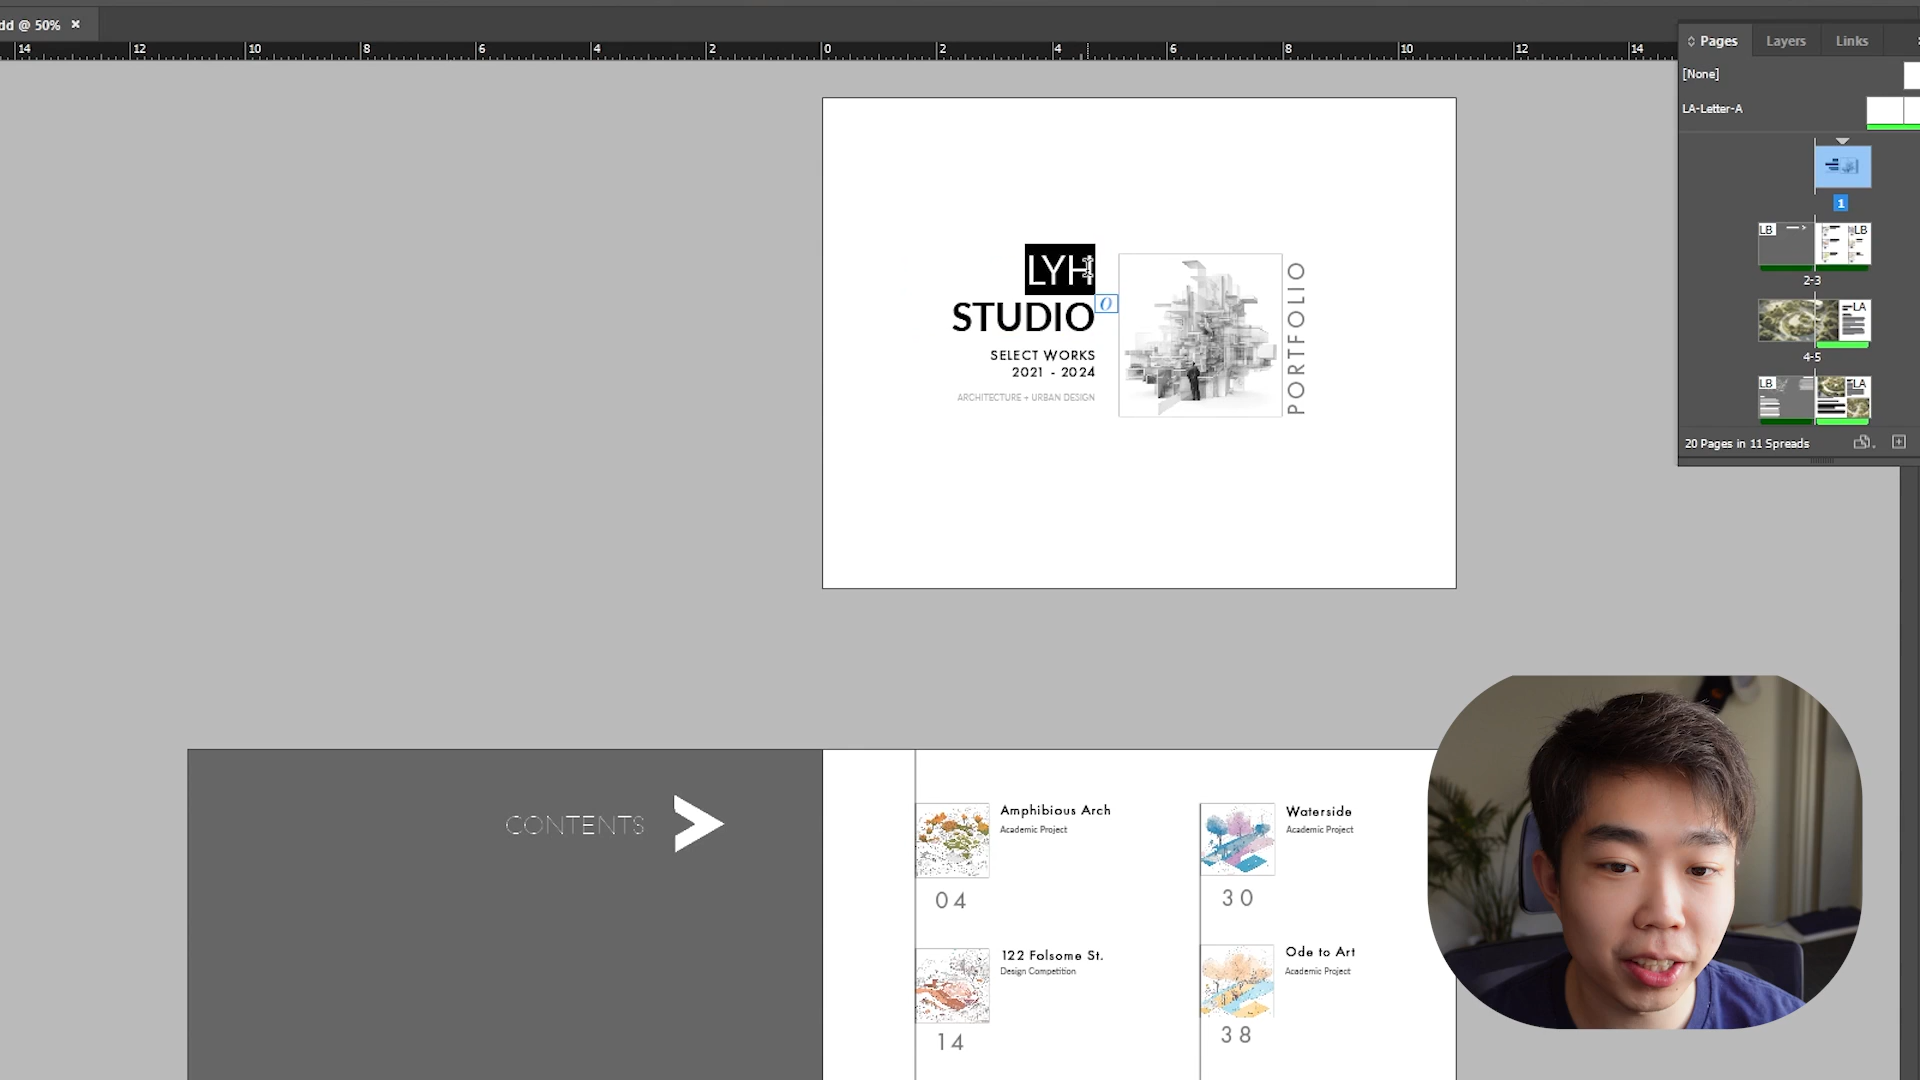 dd @ 50% ×
14 12 10 8 6 4 2 0 2 4 6 8 10 12 14
Pages Layers Links
[None]
LA-Letter-A
1
LB LB
2-3
LA
4-5
LB LA
20 Pages in 11 Spreads
LYH
STUDIO
SELECT WORKS
2021 - 2024
ARCHITECTURE + URBAN DESIGN
PORTFOLIO
CONTENTS
Amphibious Arch
Academic Project
04
Waterside
Academic Project
30
122 Folsome St.
Design Competition
14
Ode to Art
Academic Project
38